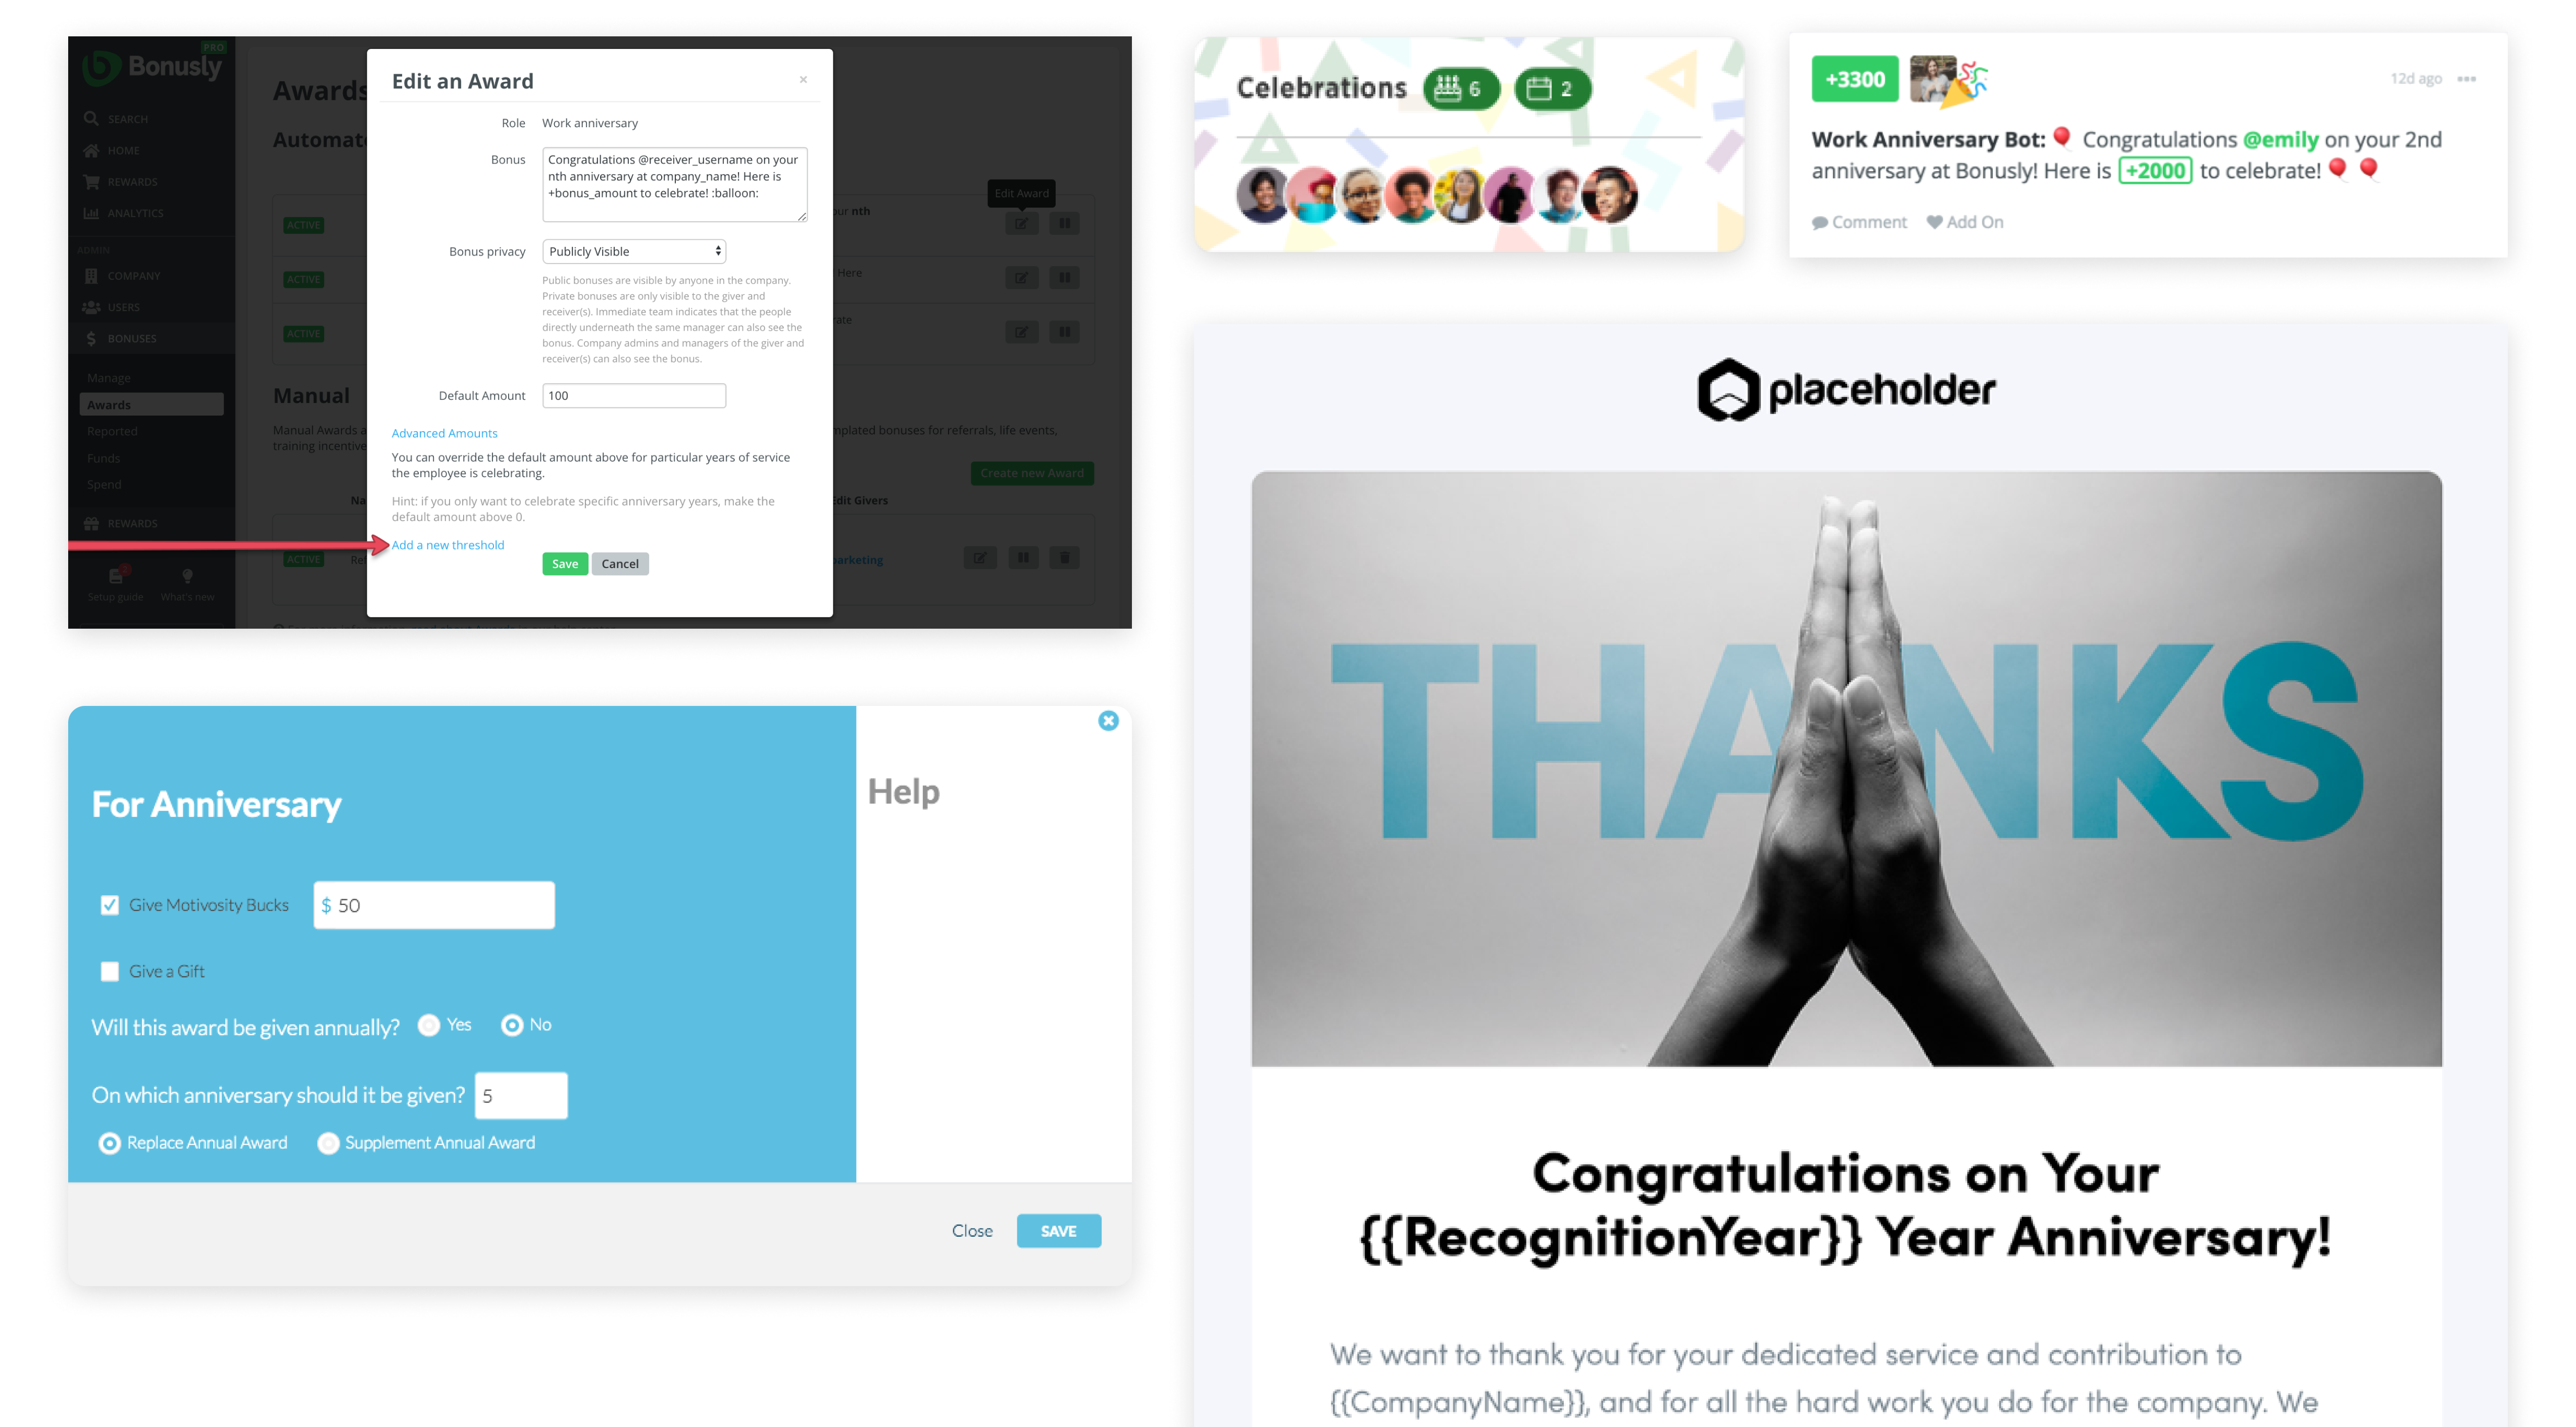 PRO
Bonusly
SEARCH
HOME
REWARDS
ANALYTICS
ADMIN
COMPANY
USERS
BONUSES
Manage
Awards
Reported
Funds
Spend
REWARDS
Setup guide
What's new
Awards
Automat
ACTIVE
ACTIVE
ACTIVE
Manual
Manual Awards a
training incentive
Na
ACTIVE
Re
Edit an Award
×
Role Work anniversary
Bonus Congratulations @receiver_username on your
nth anniversary at company_name! Here is
+bonus_amount to celebrate! :balloon:
Bonus privacy Publicly Visible
Public bonuses are visible by anyone in the company.
Private bonuses are only visible to the giver and
receiver(s). Immediate team indicates that the people
directly underneath the same manager can also see the
bonus. Company admins and managers of the giver and
receiver(s) can also see the bonus.
Default Amount 100
Advanced Amounts
You can override the default amount above for particular years of service
the employee is celebrating.
Hint: if you only want to celebrate specific anniversary years, make the
default amount above 0.
Add a new threshold
Save Cancel
Edit Award
our nth
Here
rate
mplated bonuses for referrals, life events,
Create new Award
Edit Givers
marketing
Celebrations 6 2
+3300
12d ago
Work Anniversary Bot: 🎈 Congratulations @emily on your 2nd
anniversary at Bonusly! Here is +2000 to celebrate! 🎈 🎈
Comment Add On
For Anniversary
Give Motivosity Bucks $ 50
Give a Gift
Will this award be given annually? Yes No
On which anniversary should it be given? 5
Replace Annual Award Supplement Annual Award
Help
Close SAVE
placeholder
THANKS
Congratulations on Your
{{RecognitionYear}} Year Anniversary!
We want to thank you for your dedicated service and contribution to
{{CompanyName}}, and for all the hard work you do for the company. We